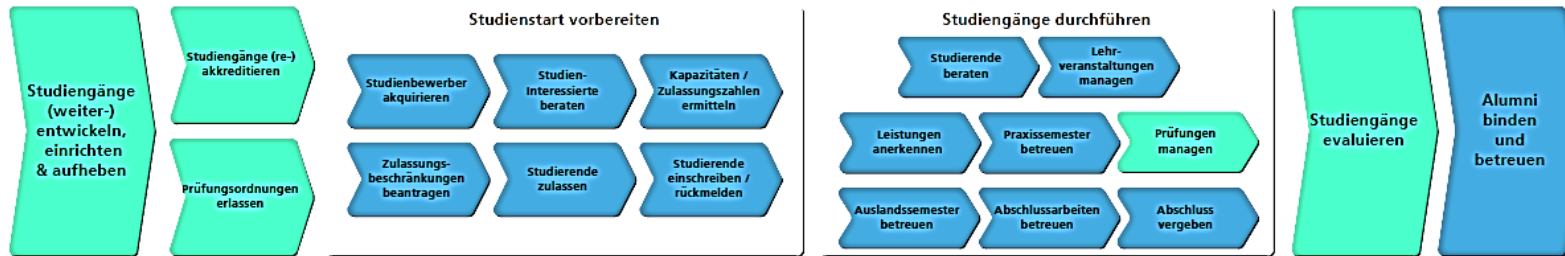 Studiengänge
(weiter-)
entwickeln,
einrichten
& aufheben
Studiengänge (re-)
akkreditieren
Prüfungsordnungen
erlassen
Studienstart vorbereiten
Studienbewerber
akquirieren
Studien-
Interessierte
beraten
Kapazitäten /
Zulassungszahlen
ermitteln
Zulassungs-
beschränkungen
beantragen
Studierende
zulassen
Studierende
einschreiben /
rückmelden
Studiengänge durchführen
Studierende
beraten
Lehr-
veranstaltungen
managen
Leistungen
anerkennen
Praxissemester
betreuen
Prüfungen
managen
Auslandssemester
betreuen
Abschlussarbeiten
betreuen
Abschluss
vergeben
Studiengänge
evaluieren
Alumni
binden
und
betreuen